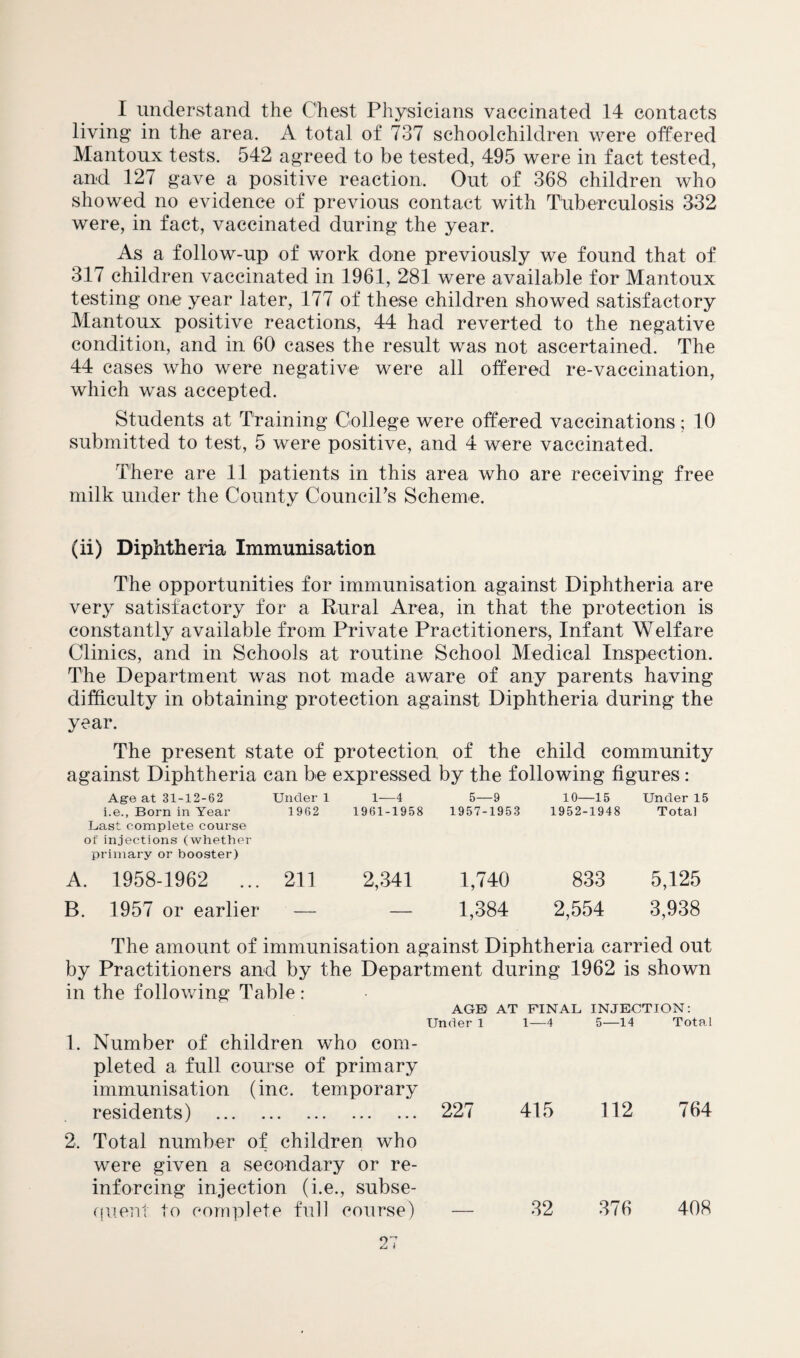 I understand the Chest Physicians vaccinated 14 contacts
living in the area. A total of 737 schoolchildren were offered
Mantoux tests. 542 agreed to be tested, 495 were in fact tested,
and 127 gave a positive reaction. Out of 368 children who
showed no evidence of previous contact with Tuberculosis 332
were, in fact, vaccinated during the year.
As a follow-up of work done previously we found that of
317 children vaccinated in 1961, 281 were available for Mantoux
testing one year later, 177 of these children showed satisfactory
Mantoux positive reactions, 44 had reverted to the negative
condition, and in 60 cases the result was not ascertained. The
44 cases who were negative were all offered re-vaccination,
which was accepted.
Students at Training College were offered vaccinations; 10
submitted to test, 5 were positive, and 4 were vaccinated.
There are 11 patients in this area who are receiving free
milk under the County Council's Scheme.
(ii) Diphtheria Immunisation
The opportunities for immunisation against Diphtheria are
very satisfactory for a Rural Area, in that the protection is
constantly available from Private Practitioners, Infant Welfare
Clinics, and in Schools at routine School Medical Inspection.
The Department was not made aware of any parents having
difficulty in obtaining protection against Diphtheria during the
year.
The present state of protection of the child community
against Diphtheria can be expressed by the following figures:
Age at 31-12-62 Under 1 1—4 5—9 10—15 Under 15
i.e., Born in Year 1962 1961-1958 1957-1953 1952-1948 Total
Last complete course
of injections (whether
primary or booster)
A. 1958-1962 ... 211 2,341 1,740 833 5,125
B. 1957 or earlier — — 1,384 2,554 3,938
The amount of immunisation against Diphtheria carried out
by Practitioners and by the Department during 1962 is shown
in the following Table:
AGE AT FINAL INJECTION:
Under 1 1—4 5—14 Total
1. Number of children who com-
pleted a full course of primary
immunisation (inc. temporary
residents) ... ... ... ... ... 227 415 112 764
2. Total number of children who
were given a secondary or re-
inforcing injection (i.e., subse-
quent to complete full course) — 32 376 408
27